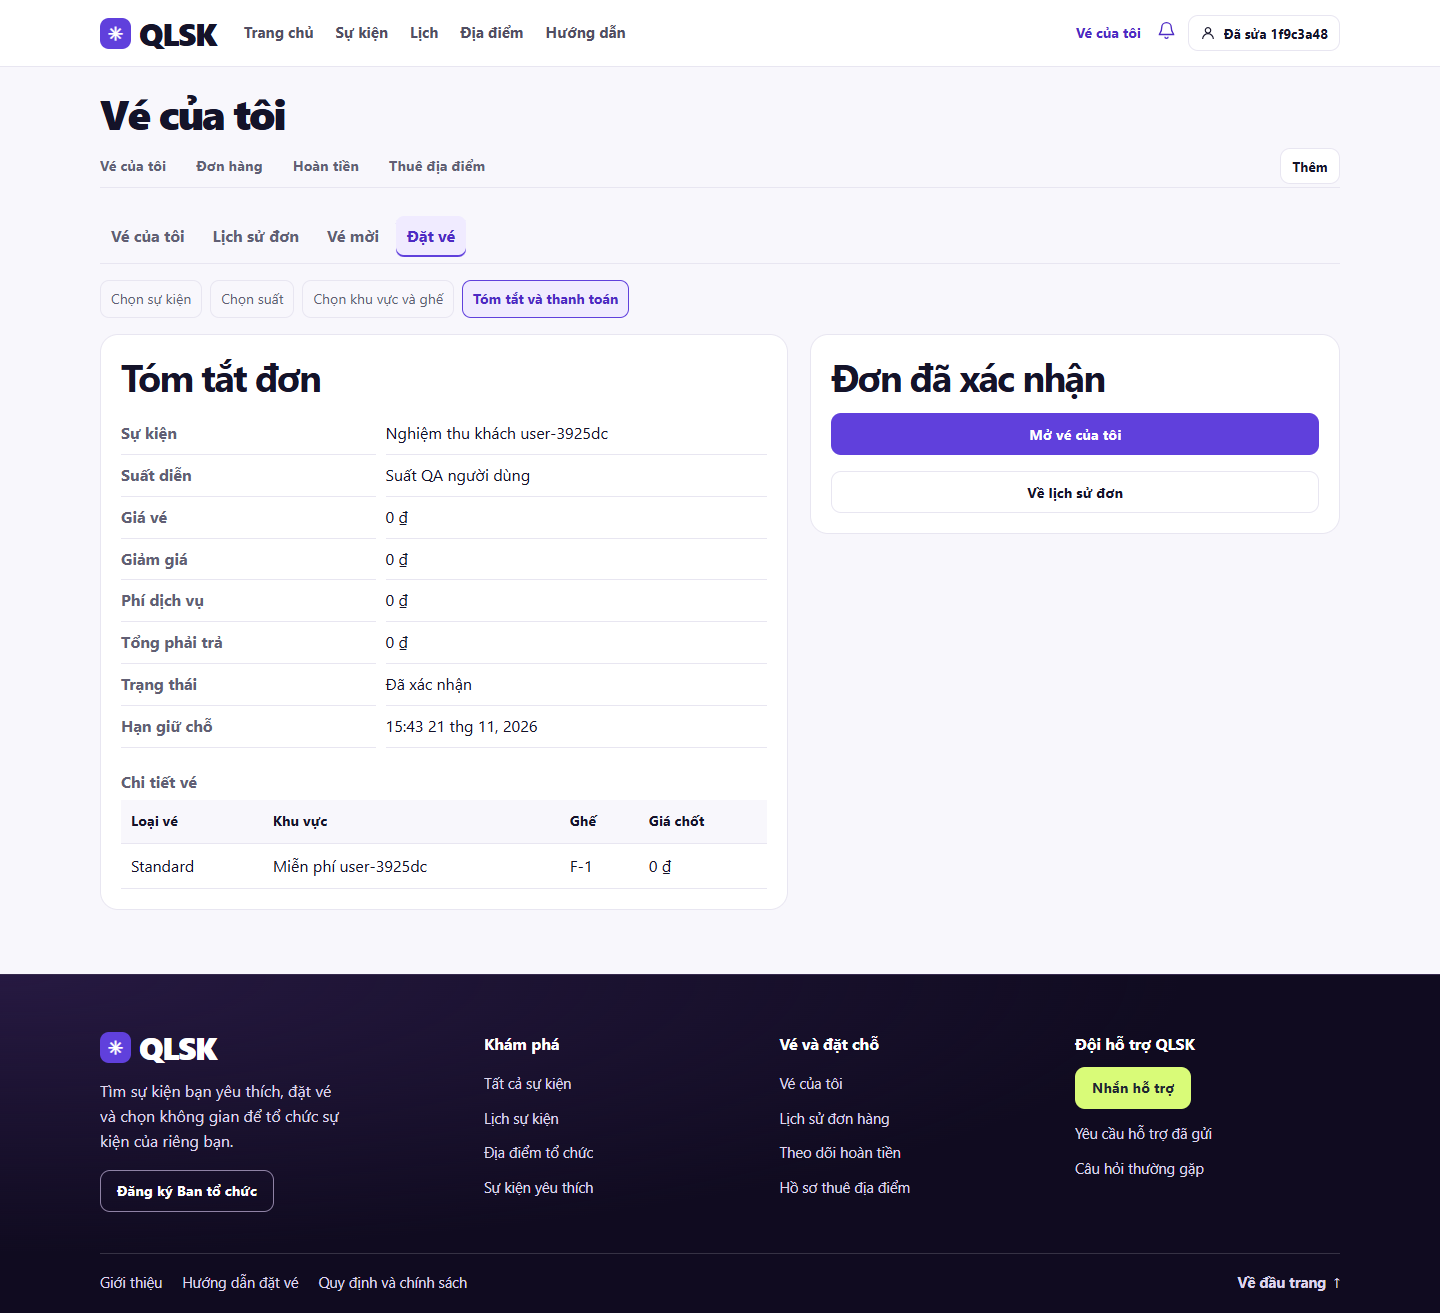 QLSK
Trang chủ Sự kiện Lịch Địa điểm Hướng dẫn
Vé của tôi
Đã sửa 1f9c3a48
Vé của tôi
Vé của tôi Đơn hàng Hoàn tiền Thuê địa điểm
Thêm
Vé của tôi Lịch sử đơn Vé mời Đặt vé
Chọn sự kiện Chọn suất Chọn khu vực và ghế Tóm tắt và thanh toán
Tóm tắt đơn
Sự kiện Nghiệm thu khách user-3925dc
Suất diễn Suất QA người dùng
Giá vé 0 ₫
Giảm giá 0 ₫
Phí dịch vụ 0 ₫
Tổng phải trả 0 ₫
Trạng thái Đã xác nhận
Hạn giữ chỗ 15:43 21 thg 11, 2026
Chi tiết vé
Loại vé Khu vực Ghế Giá chốt
Standard Miễn phí user-3925dc F-1 0 ₫
Đơn đã xác nhận
Mở vé của tôi
Về lịch sử đơn
QLSK
Tìm sự kiện bạn yêu thích, đặt vé
và chọn không gian để tổ chức sự
kiện của riêng bạn.
Đăng ký Ban tổ chức
Khám phá
Tất cả sự kiện
Lịch sự kiện
Địa điểm tổ chức
Sự kiện yêu thích
Vé và đặt chỗ
Vé của tôi
Lịch sử đơn hàng
Theo dõi hoàn tiền
Hồ sơ thuê địa điểm
Đội hỗ trợ QLSK
Nhắn hỗ trợ
Yêu cầu hỗ trợ đã gửi
Câu hỏi thường gặp
Giới thiệu Hướng dẫn đặt vé Quy định và chính sách
Về đầu trang ↑